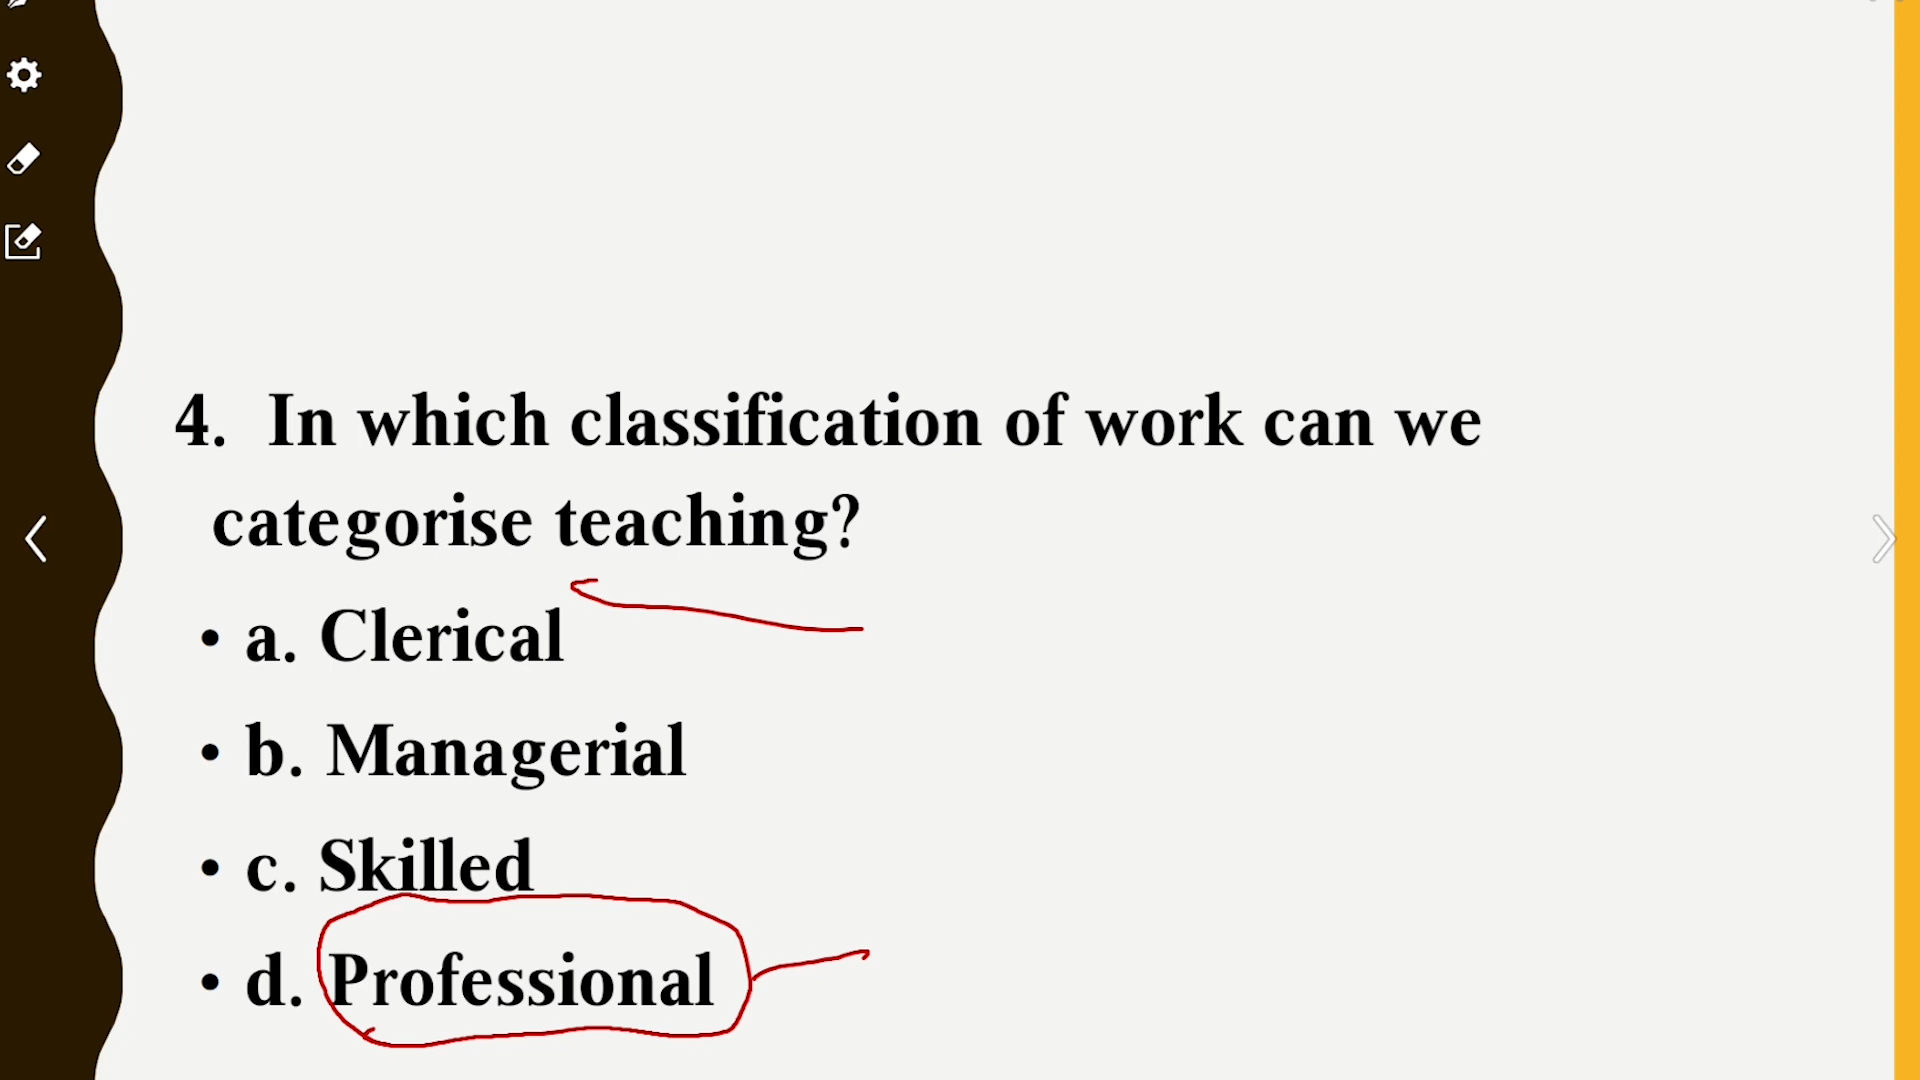 4. In which classification of work can we
categorise teaching?
• a. Clerical
• b. Managerial
• c. Skilled
• d. Professional